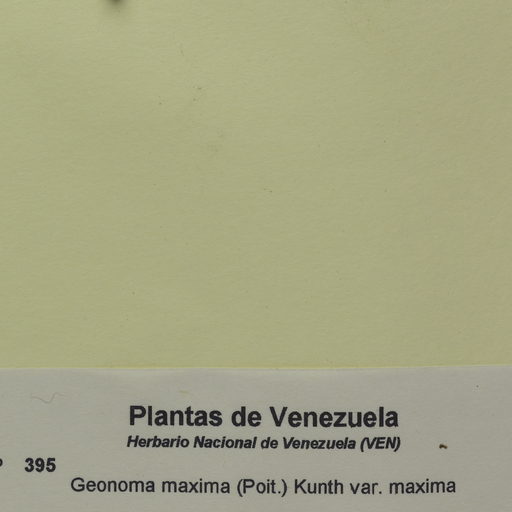 Plantas de Venezuela
Herbario Nacional de Venezuela (VEN)
395
Geonoma maxima (Poit.) Kunth var. maxima